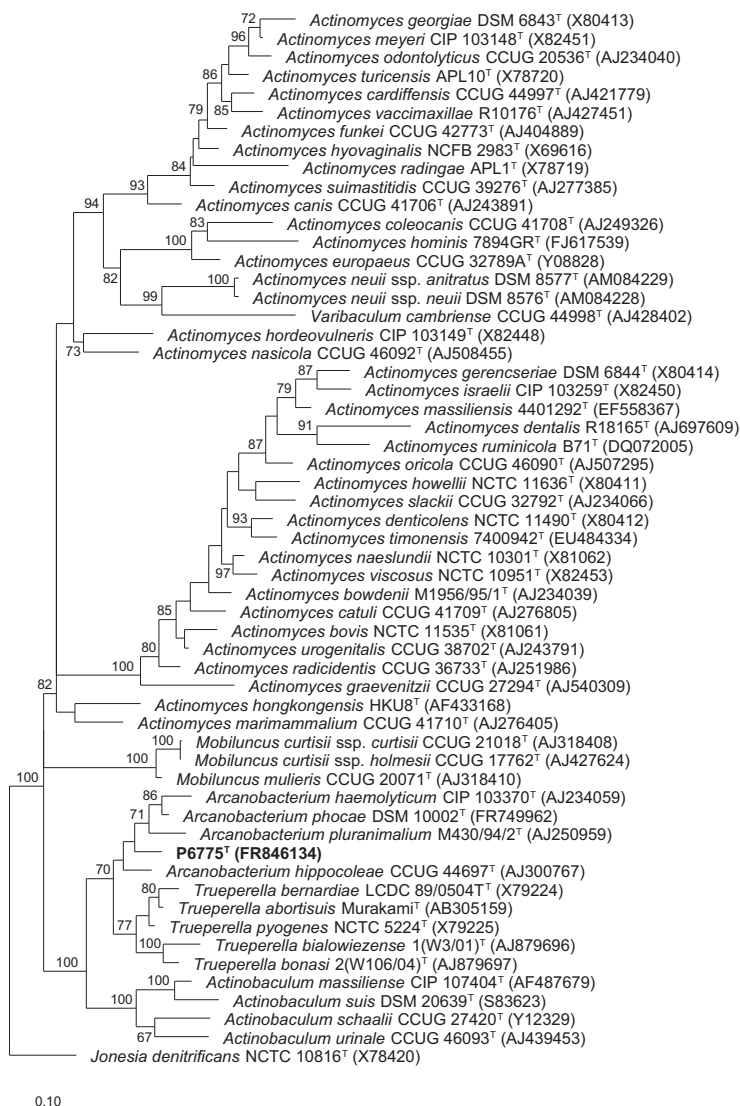 72 Actinomyces georgiae DSM 6843ᵀ (X80413)
96 Actinomyces meyeri CIP 103148ᵀ (X82451)
Actinomyces odontolyticus CCUG 20536ᵀ (AJ234040)
86 Actinomyces turicensis APL10ᵀ (X78720)
Actinomyces cardiffensis CCUG 44997ᵀ (AJ421779)
79 85 Actinomyces vaccimaxillae R10176ᵀ (AJ427451)
Actinomyces funkei CCUG 42773ᵀ (AJ404889)
Actinomyces hyovaginalis NCFB 2983ᵀ (X69616)
84 Actinomyces radingae APL1ᵀ (X78719)
93 Actinomyces suimastitidis CCUG 39276ᵀ (AJ277385)
94 Actinomyces canis CCUG 41706ᵀ (AJ243891)
83 Actinomyces coleocanis CCUG 41708ᵀ (AJ249326)
100 Actinomyces hominis 7894GRᵀ (FJ617539)
Actinomyces europaeus CCUG 32789Aᵀ (Y08828)
82 100 Actinomyces neuii ssp. anitratus DSM 8577ᵀ (AM084229)
99 Actinomyces neuii ssp. neuii DSM 8576ᵀ (AM084228)
Varibaculum cambriense CCUG 44998ᵀ (AJ428402)
Actinomyces hordeovulneris CIP 103149ᵀ (X82448)
73 Actinomyces nasicola CCUG 46092ᵀ (AJ508455)
87 Actinomyces gerencseriae DSM 6844ᵀ (X80414)
79 Actinomyces israelii CIP 103259ᵀ (X82450)
Actinomyces massiliensis 4401292ᵀ (EF558367)
91 Actinomyces dentalis R18165ᵀ (AJ697609)
87 Actinomyces ruminicola B71ᵀ (DQ072005)
Actinomyces oricola CCUG 46090ᵀ (AJ507295)
Actinomyces howellii NCTC 11636ᵀ (X80411)
Actinomyces slackii CCUG 32792ᵀ (AJ234066)
93 Actinomyces denticolens NCTC 11490ᵀ (X80412)
Actinomyces timonensis 7400942ᵀ (EU484334)
Actinomyces naeslundii NCTC 10301ᵀ (X81062)
97 Actinomyces viscosus NCTC 10951ᵀ (X82453)
Actinomyces bowdenii M1956/95/1ᵀ (AJ234039)
85 Actinomyces catuli CCUG 41709ᵀ (AJ276805)
Actinomyces bovis NCTC 11535ᵀ (X81061)
80 Actinomyces urogenitalis CCUG 38702ᵀ (AJ243791)
100 Actinomyces radicidentis CCUG 36733ᵀ (AJ251986)
Actinomyces graevenitzii CCUG 27294ᵀ (AJ540309)
82 Actinomyces hongkongensis HKU8ᵀ (AF433168)
Actinomyces marimammalium CCUG 41710ᵀ (AJ276405)
100 Mobiluncus curtisii ssp. curtisii CCUG 21018ᵀ (AJ318408)
100 Mobiluncus curtisii ssp. holmesii CCUG 17762ᵀ (AJ427624)
100 Mobiluncus mulieris CCUG 20071ᵀ (AJ318410)
86 Arcanobacterium haemolyticum CIP 103370ᵀ (AJ234059)
71 Arcanobacterium phocae DSM 10002ᵀ (FR749962)
Arcanobacterium pluranimalium M430/94/2ᵀ (AJ250959)
P6775ᵀ (FR846134)
70 Arcanobacterium hippocoleae CCUG 44697ᵀ (AJ300767)
80 Trueperella bernardiae LCDC 89/0504Tᵀ (X79224)
Trueperella abortisuis Murakamiᵀ (AB305159)
77 Trueperella pyogenes NCTC 5224ᵀ (X79225)
100 Trueperella bialowiezense 1(W3/01)ᵀ (AJ879696)
100 Trueperella bonasi 2(W106/04)ᵀ (AJ879697)
Actinobaculum massiliense CIP 107404ᵀ (AF487679)
100 Actinobaculum suis DSM 20639ᵀ (S83623)
Actinobaculum schaalii CCUG 27420ᵀ (Y12329)
67 Actinobaculum urinale CCUG 46093ᵀ (AJ439453)
Jonesia denitrificans NCTC 10816ᵀ (X78420)
0.10